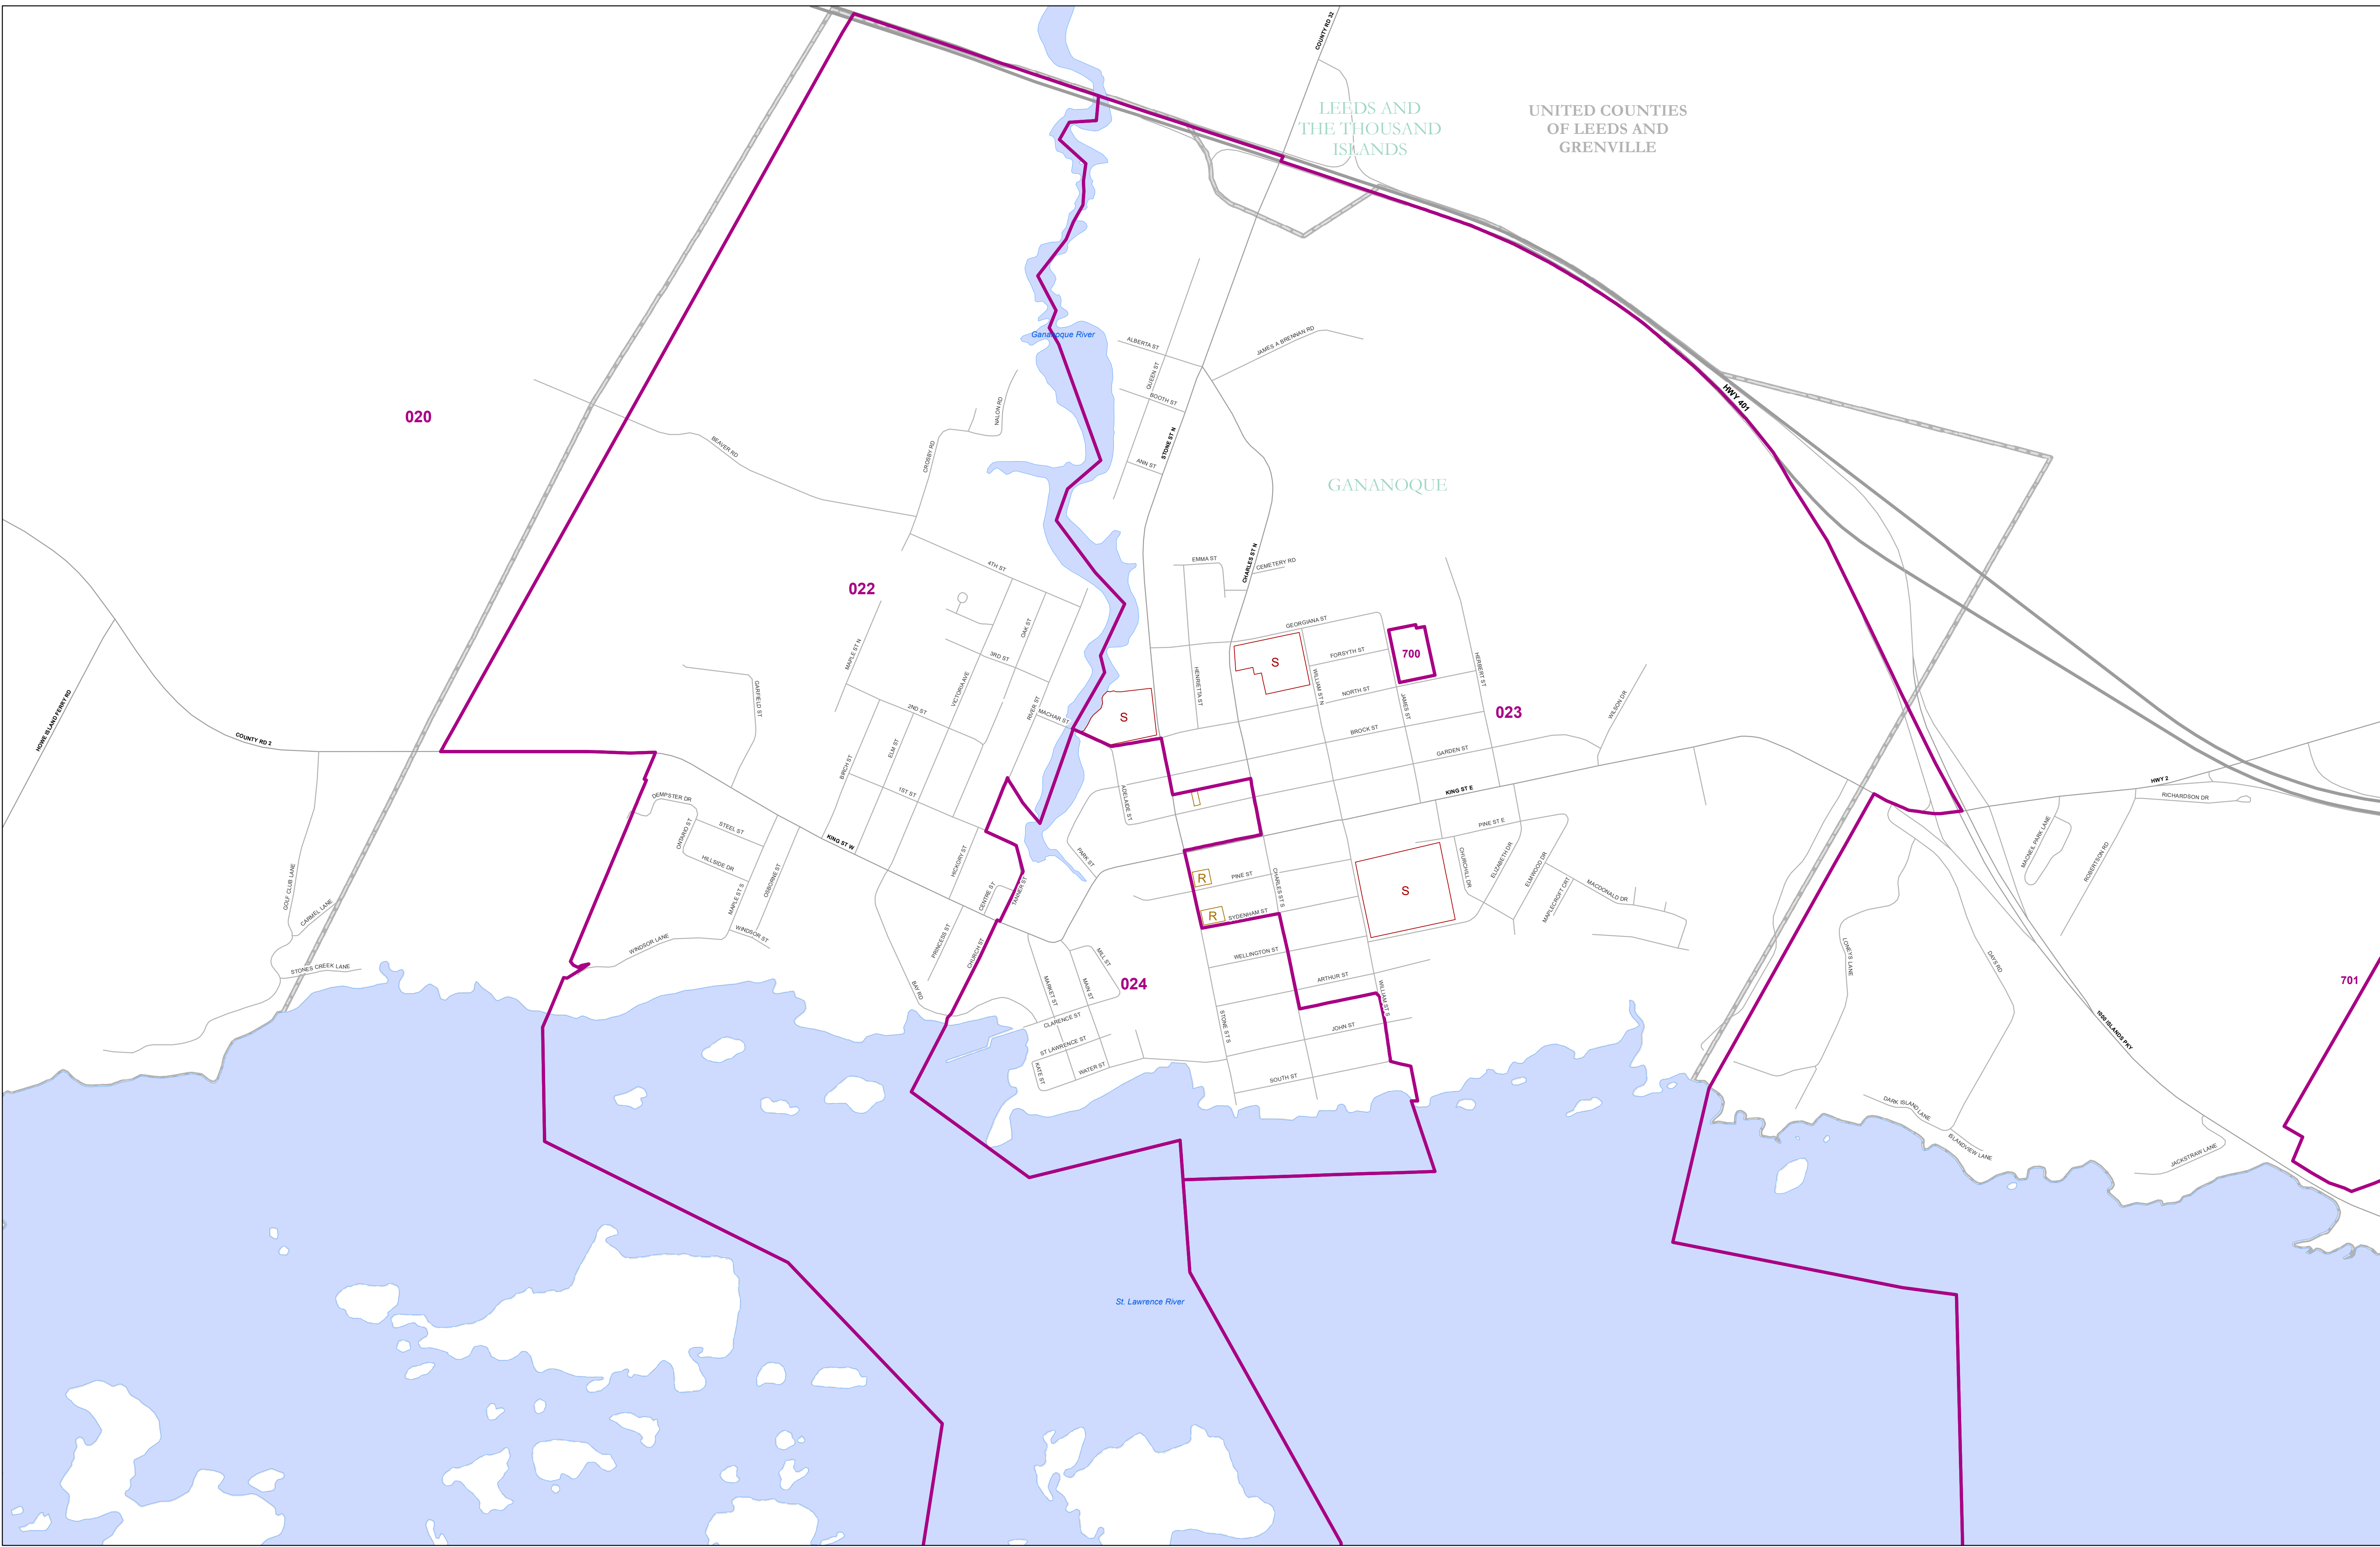 COUNTY RD 32
LEEDS AND
THE THOUSAND
ISLANDS
UNITED COUNTIES
OF LEEDS AND
GRENVILLE
Gananoque River
ALBERTA ST
JAMES A BRENNAN RD
QUEEN ST
BOOTH ST
STONE ST N
ANN ST
NALON RD
CROSBY RD
BEAVER RD
020
HWY 401
GANANOQUE
022
4TH ST
EMMA ST
CHARLES ST N
CEMETERY RD
GEORGIANA ST
S
FORSYTH ST
700
HERBERT ST
WILLIAM ST N
NORTH ST
JAMES ST
HENRIETTA ST
MAPLE ST N
OAK ST
3RD ST
VICTORIA AVE
RIVER ST
MACHAR ST
S
2ND ST
GARFIELD ST
ELM ST
BIRCH ST
1ST ST
023
WILSON DR
BROCK ST
GARDEN ST
KING ST E
HOWE ISLAND FERRY RD
COUNTY RD 2
HWY 2
RICHARDSON DR
DEMPSTER DR
ONTARIO ST
STEEL ST
HILLSIDE DR
MAPLE ST S
OSBORNE ST
WINDSOR ST
WINDSOR LANE
KING ST W
HICKORY ST
CENTRE ST
TANNER ST
PRINCESS ST
CHURCH ST
BAY RD
ADELAIDE ST
PARK ST
R
PINE ST
R
SYDENHAM ST
CHARLES ST S
S
PINE ST E
CHURCHILL DR
ELIZABETH DR
ELMWOOD DR
MAPLECROFT CRT
MACDONALD DR
MACNEIL PARK LANE
ROBERTSON RD
GOLF CLUB LANE
CARMEL LANE
STONES CREEK LANE
MILL ST
MARKET ST
MAIN ST
024
CLARENCE ST
ST LAWRENCE ST
KATE ST
WATER ST
WELLINGTON ST
ARTHUR ST
WILLIAM ST S
JOHN ST
STONE ST S
SOUTH ST
LONEYS LANE
DAYS RD
701
1000 ISLANDS PKY
DARK ISLAND LANE
ISLANDVIEW LANE
JACKSTRAW LANE
St. Lawrence River